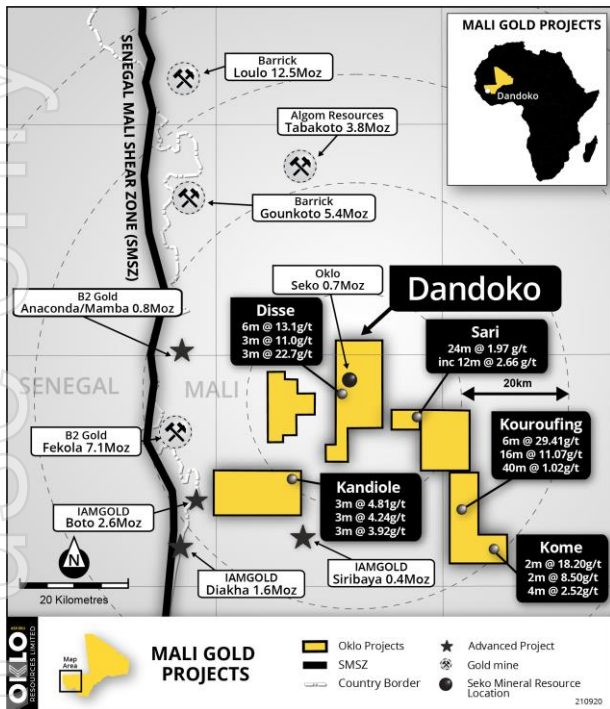 MALI GOLD PROJECTS
Dandoko
SENEGAL MALI SHEAR ZONE (SMSZ)
Barrick
Loulo 12.5Moz
Algom Resources
Tabakoto 3.8Moz
Barrick
Gounkoto 5.4Moz
B2 Gold
Anaconda/Mamba 0.8Moz
Oklo
Seko 0.7Moz
Dandoko
Disse
6m @ 13.1g/t
3m @ 11.0g/t
3m @ 22.7g/t
Sari
24m @ 1.97 g/t
inc 12m @ 2.66 g/t
SENEGAL
MALI
20km
B2 Gold
Fekola 7.1Moz
Kouroufing
6m @ 29.41g/t
16m @ 11.07g/t
40m @ 1.02g/t
IAMGOLD
Boto 2.6Moz
Kandiole
3m @ 4.81g/t
3m @ 4.24g/t
3m @ 3.92g/t
Kome
2m @ 18.20g/t
2m @ 8.50g/t
4m @ 2.52g/t
N
20 Kilometres
IAMGOLD
Diakha 1.6Moz
IAMGOLD
Siribaya 0.4Moz
OKLO
RESOURCES LIMITED
Map
Area
MALI GOLD
PROJECTS
Oklo Projects
SMSZ
Country Border
Advanced Project
Gold mine
Seko Mineral Resource
Location
210920